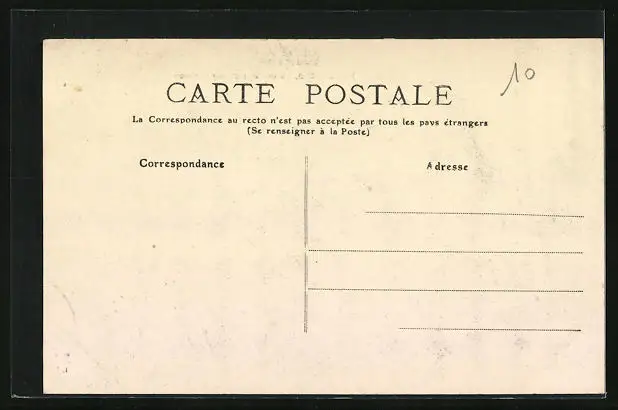 10
CARTE POSTALE
La Correspondance au recto n'est pas acceptée par tous les pays étrangers
(Se renseigner à la Poste)
Correspondance
Adresse